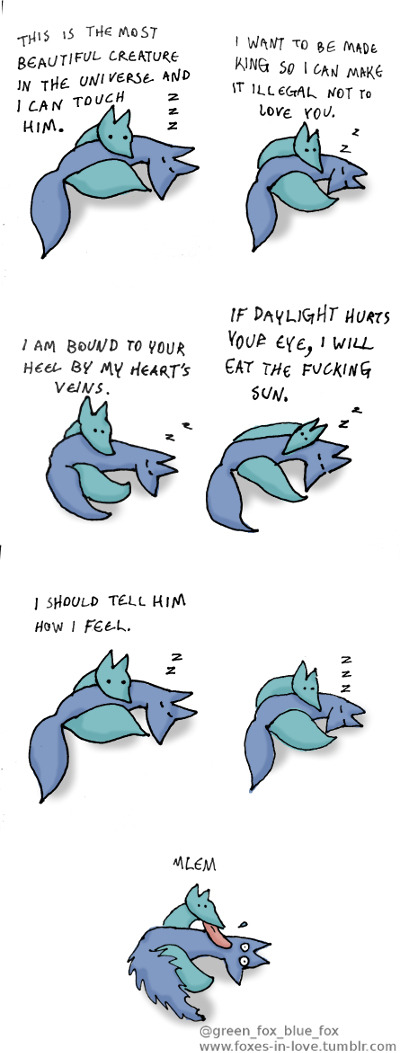 THIS IS THE MOST
BEAUTIFUL CREATURE
IN THE UNIVERSE AND
I CAN TOUCH
HIM.
Z
Z
Z
I WANT TO BE MADE
KING SO I CAN MAKE
IT ILLEGAL NOT TO
LOVE YOU.
Z
Z
I AM BOUND TO YOUR
HEEL BY MY HEART'S
VEINS.
Z
Z
IF DAYLIGHT HURTS
YOUR EYE, I WILL
EAT THE FUCKING
SUN.
Z
Z
I SHOULD TELL HIM
HOW I FEEL.
Z
Z
Z
Z
Z
MLEM
@green_fox_blue_fox
www.foxes-in-love.tumblr.com